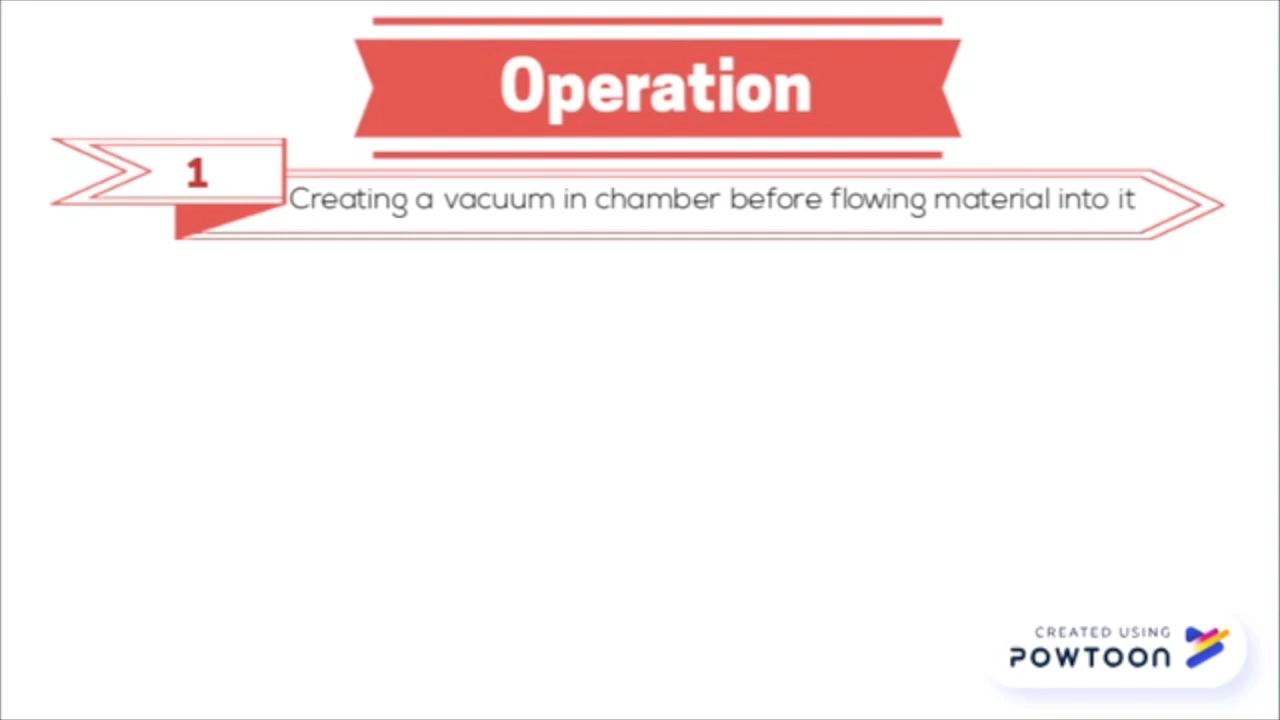 Operation
1
Creating a vacuum in chamber before flowing material into it
CREATED USING
POWTOON